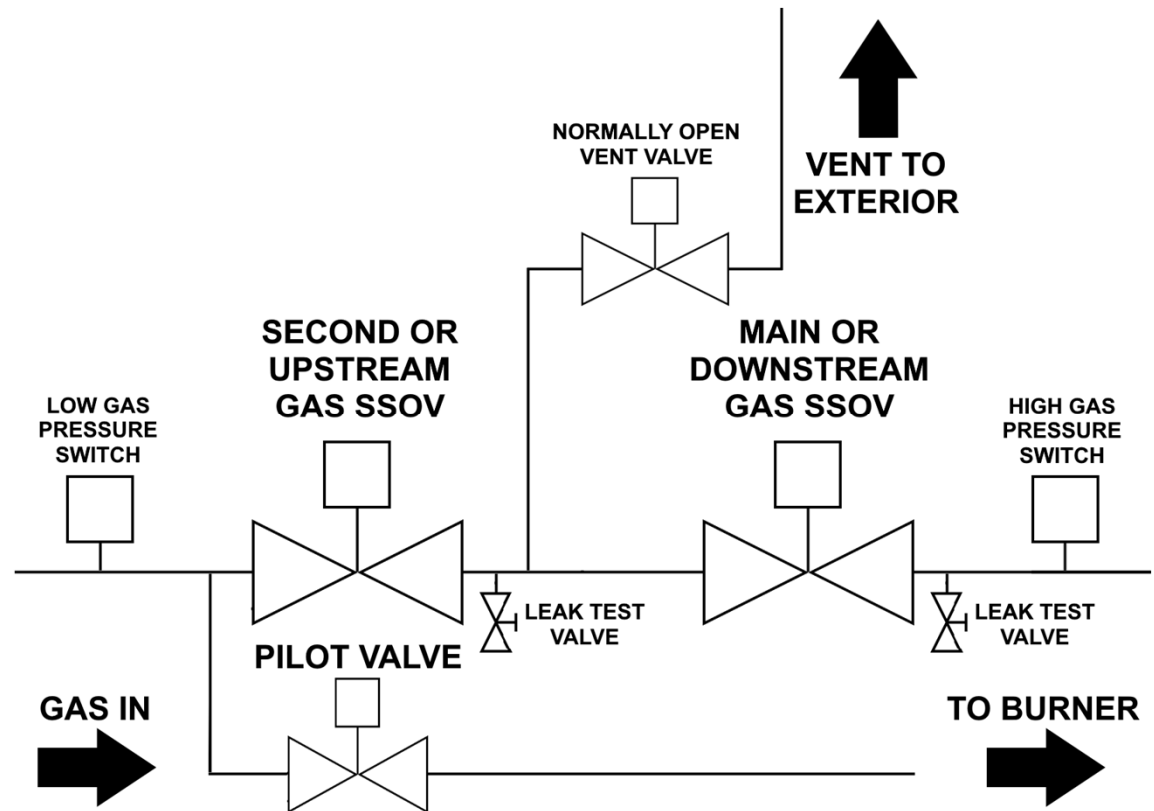 NORMALLY OPEN
VENT VALVE
VENT TO
EXTERIOR
SECOND OR
UPSTREAM
GAS SSOV
MAIN OR
DOWNSTREAM
GAS SSOV
LOW GAS
PRESSURE
SWITCH
HIGH GAS
PRESSURE
SWITCH
LEAK TEST
VALVE
LEAK TEST
VALVE
PILOT VALVE
GAS IN
TO BURNER